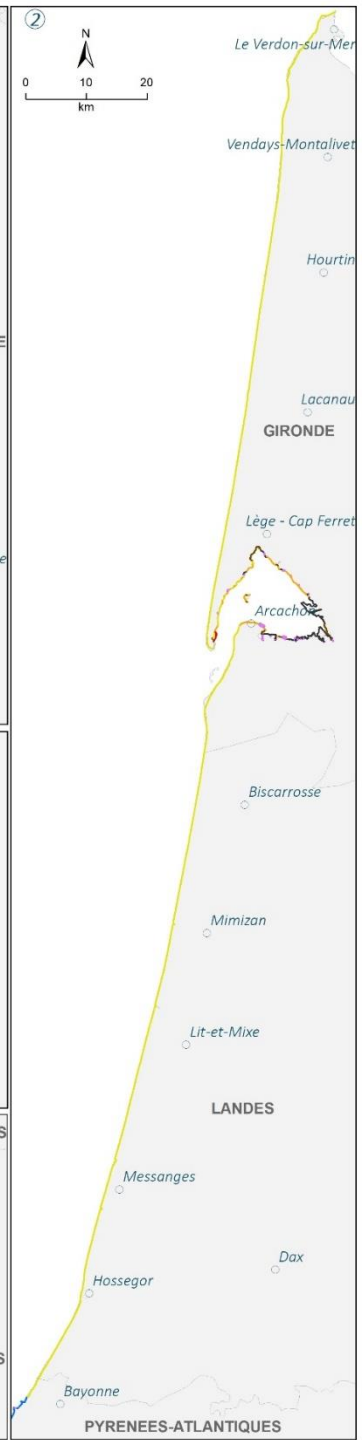 ②
N
0 10 20
km
Le Verdon-sur-Mer
Vendays-Montalivet
Hourtin
Lacanau
GIRONDE
Lège - Cap Ferret
Arcachon
Biscarrosse
Mimizan
Lit-et-Mixe
LANDES
Messanges
Dax
Hossegor
Bayonne
PYRENEES-ATLANTIQUES